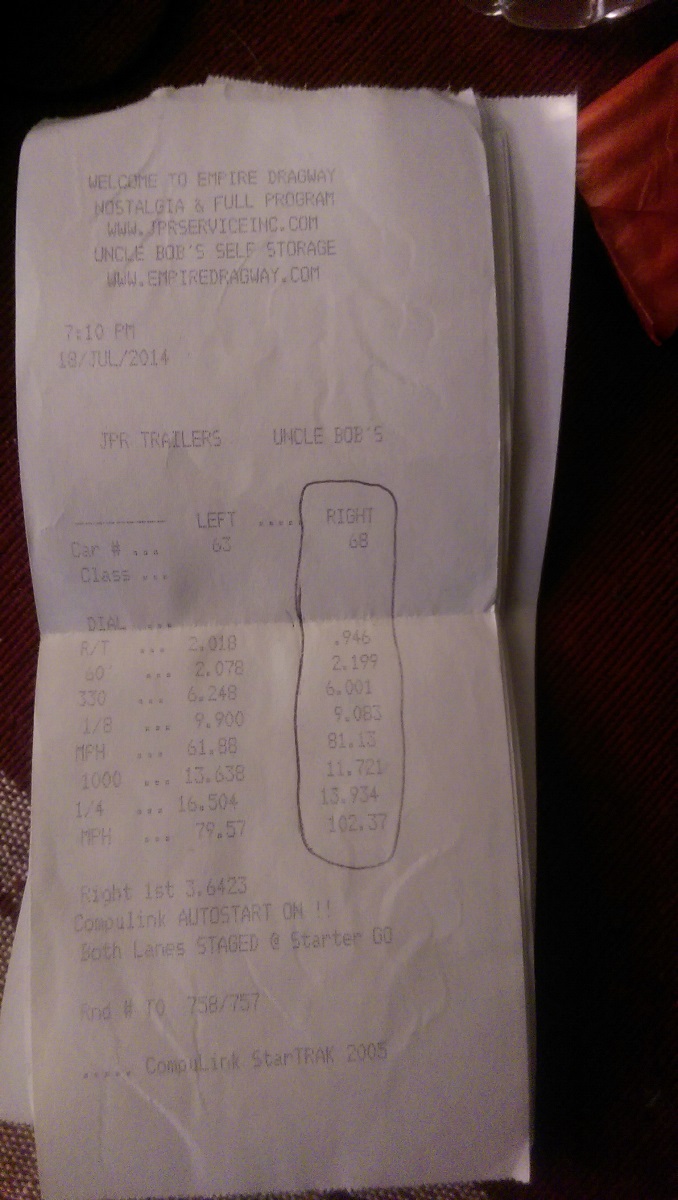 WELCOME TO EMPIRE DRAGWAY
NOSTALGIA & FULL PROGRAM
WWW.JPRSERVICEINC.COM
UNCLE BOB'S SELF STORAGE
WWW.EMPIREDRAGWAY.COM
7:10 PM
18/JUL/2014
JPR TRAILERS UNCLE BOB'S
---------- LEFT ..... RIGHT
Car # ... 63 68
Class ...
DIAL ...
R/T ... 2.018 .946
60' ... 2.078 2.199
330 ... 6.248 6.001
1/8 ... 9.900 9.083
MPH ... 61.88 81.13
1000 ... 13.638 11.721
1/4 ... 16.504 13.934
MPH ... 79.57 102.37
Right 1st 3.6423
Compulink AUTOSTART ON !!
Both Lanes STAGED @ Starter GO
Rnd # TO 758/757
..... CompuLink StarTRAK 2005